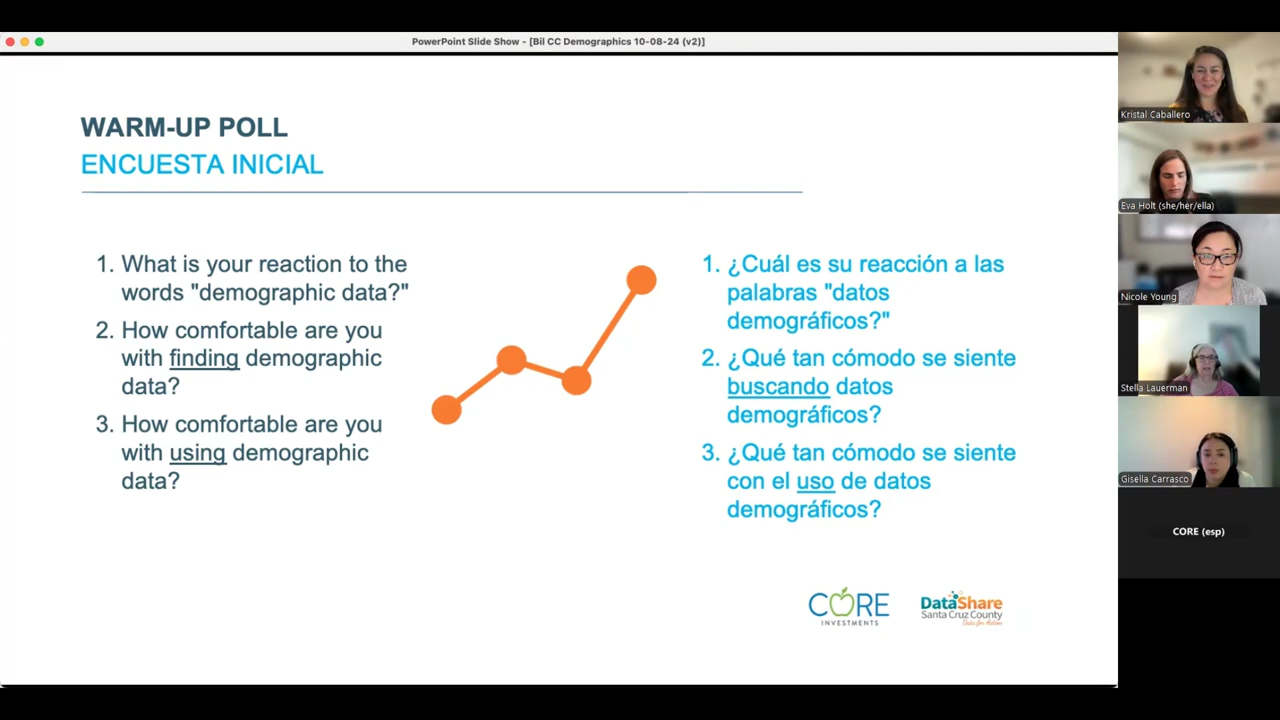 PowerPoint Slide Show - [Bil CC Demographics 10-08-24 (v2)]
WARM-UP POLL
ENCUESTA INICIAL
1. What is your reaction to the
words "demographic data?"
2. How comfortable are you
with finding demographic
data?
3. How comfortable are you
with using demographic
data?
1. ¿Cuál es su reacción a las
palabras "datos
demográficos?"
2. ¿Qué tan cómodo se siente
buscando datos
demográficos?
3. ¿Qué tan cómodo se siente
con el uso de datos
demográficos?
CORE
INVESTMENTS
DataShare
Santa Cruz County
Data for Action
Kristal Caballero
Eva Holt (she/her/ella)
Nicole Young
Stella Lauerman
Gisella Carrasco
CORE (esp)